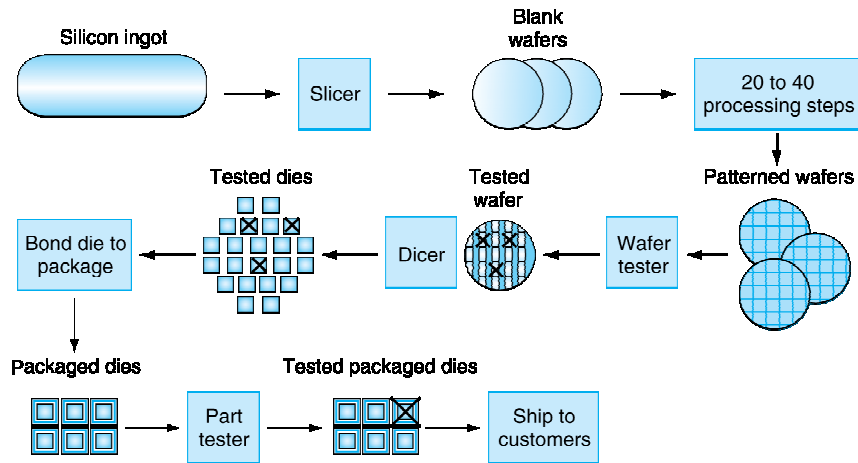 Silicon ingot
Slicer
Blank
wafers
20 to 40
processing steps
Patterned wafers
Wafer
tester
Tested
wafer
Dicer
Tested dies
Bond die to
package
Packaged dies
Part
tester
Tested packaged dies
Ship to
customers